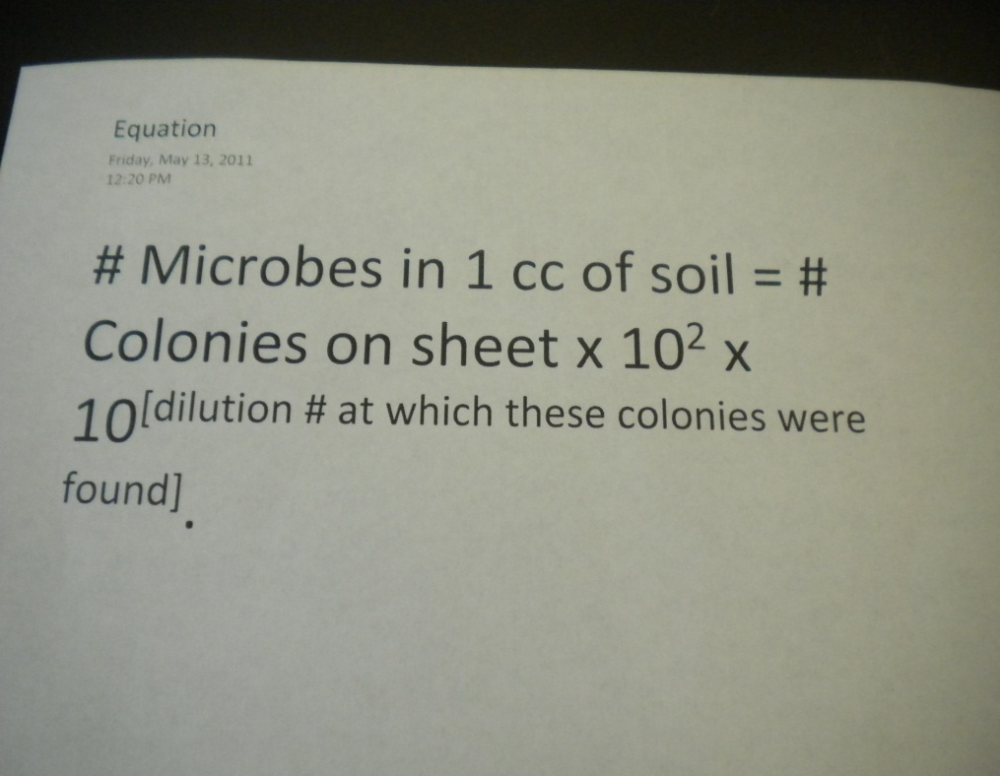 Equation
Friday, May 13, 2011
12:20 PM
# Microbes in 1 cc of soil = #
Colonies on sheet x 10² x
10[dilution # at which these colonies were
found].